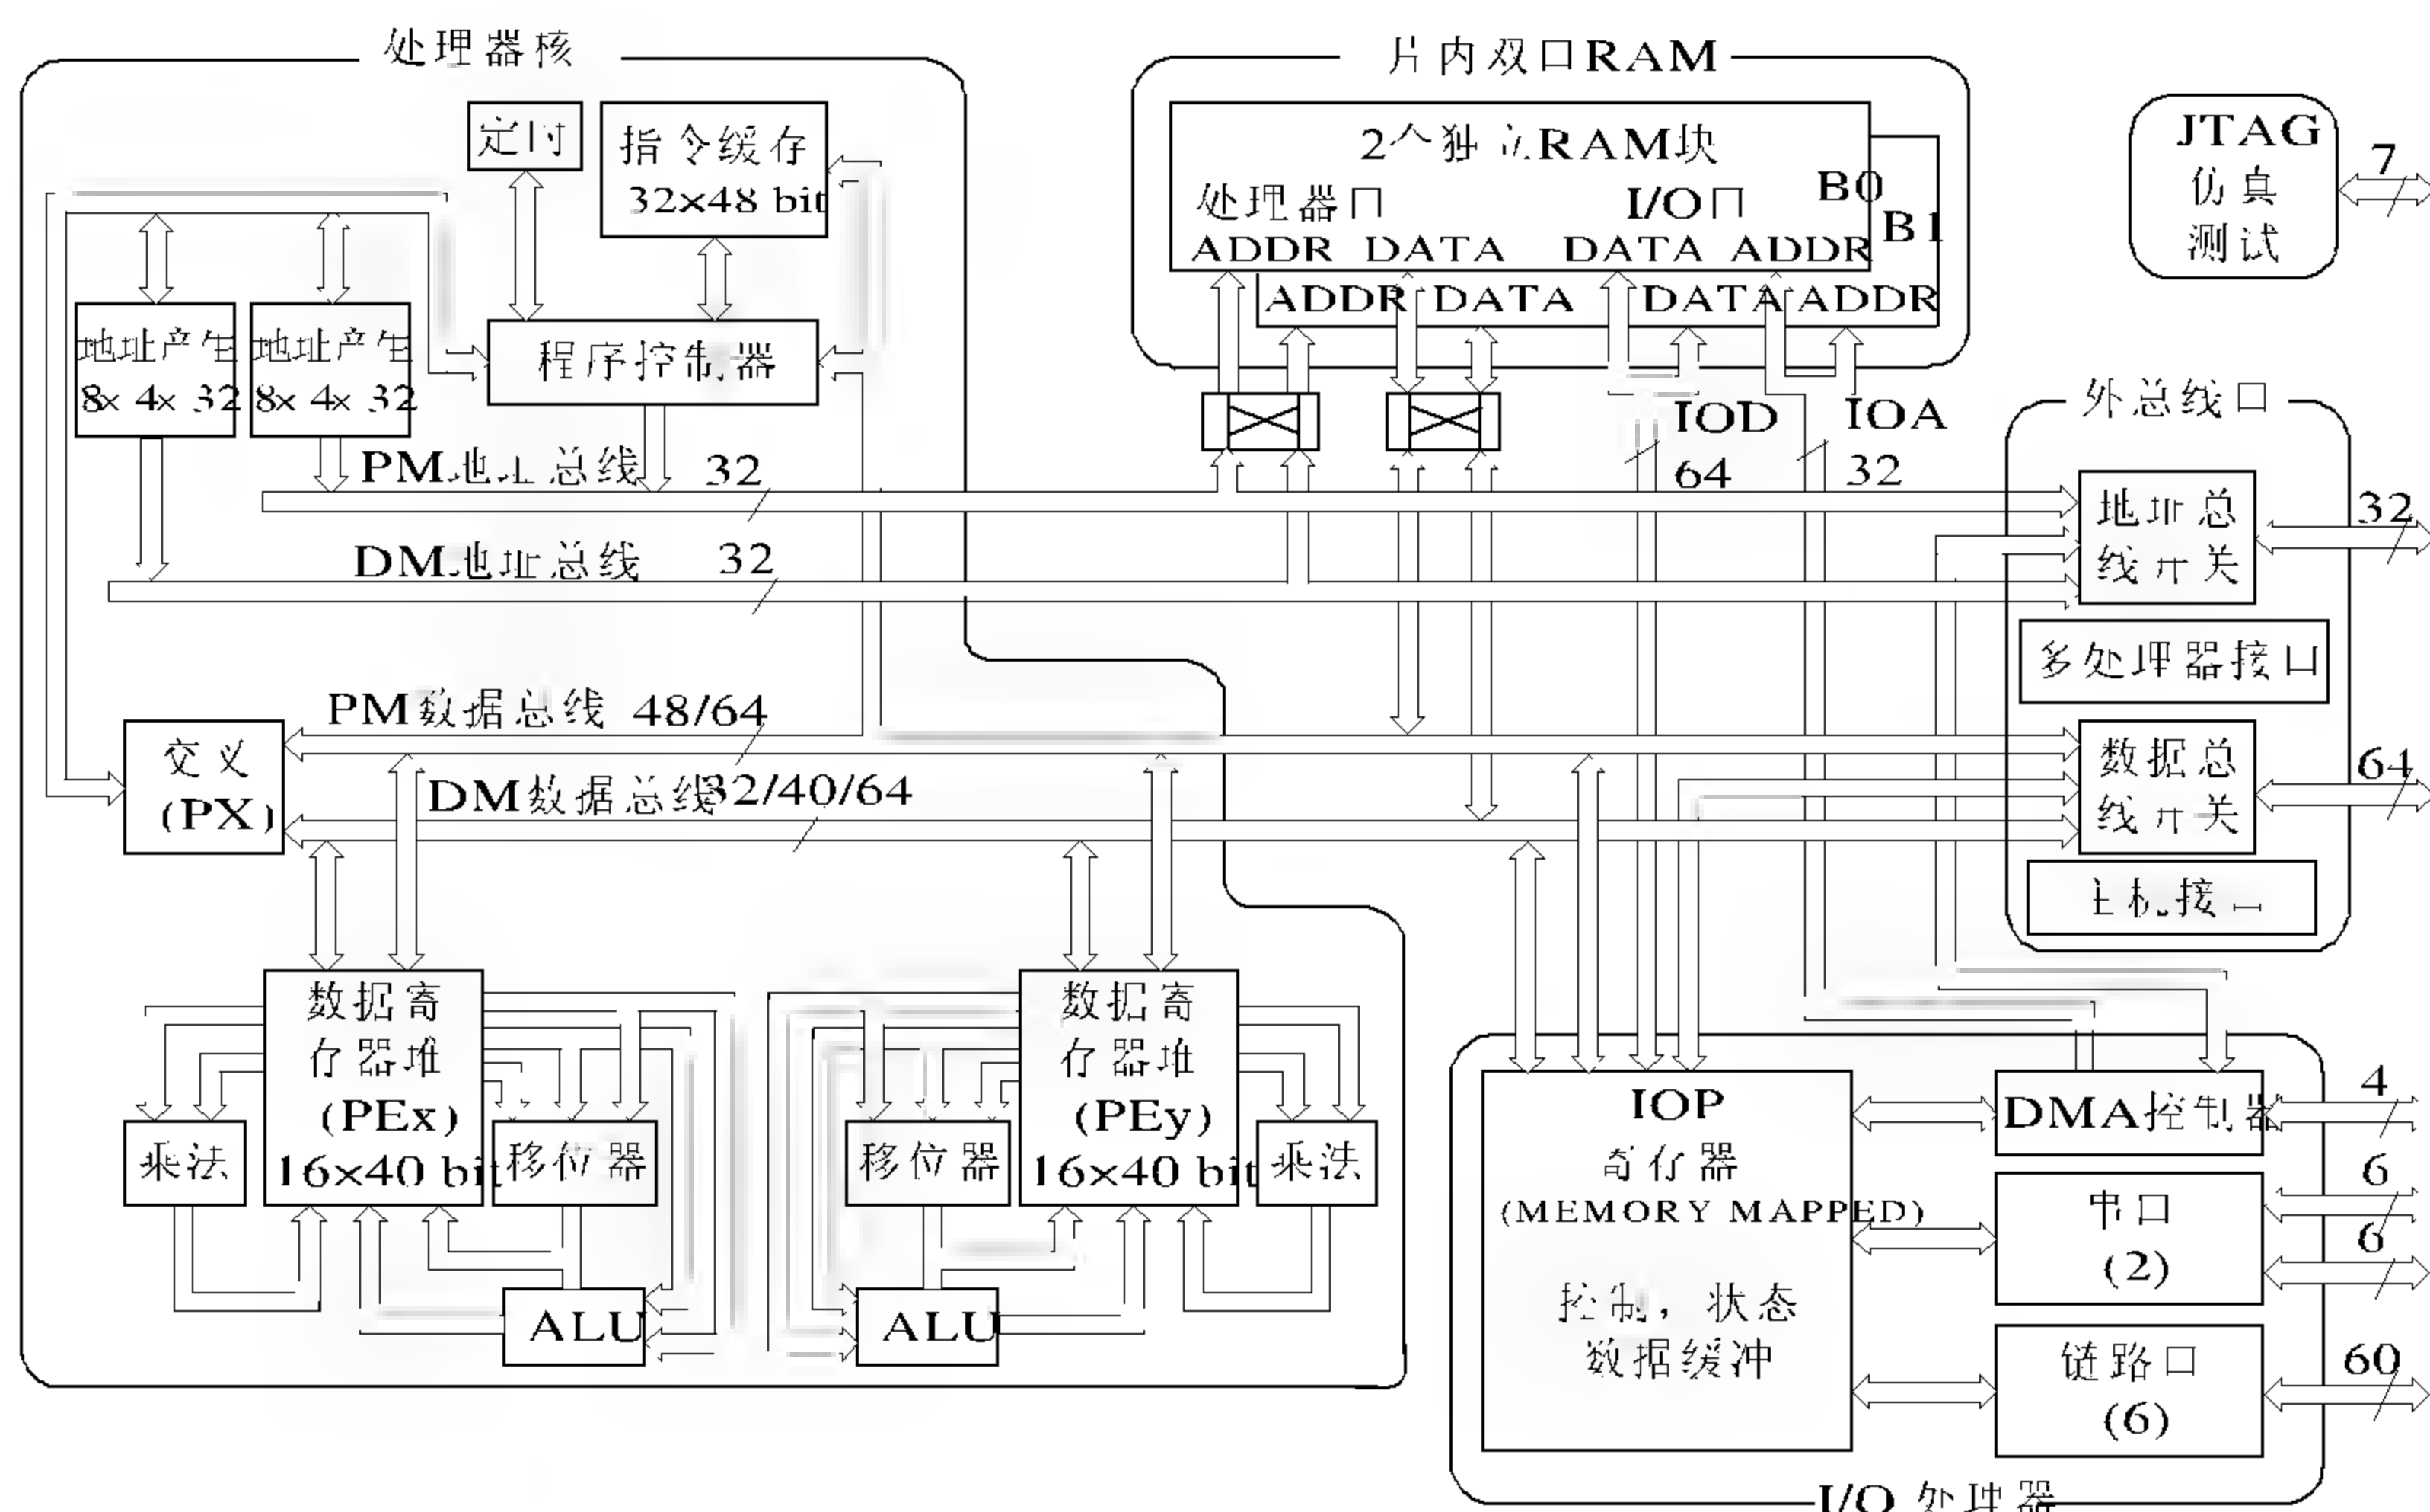 处理器核
定时
指令缓存
32×48 bit
地址产生
8× 4× 32
地址产生
8× 4× 32
程序控制器
PM地址总线 32
DM地址总线 32
PM数据总线 48/64
DM数据总线 32/40/64
交叉
(PX)
数据寄
存器堆
(PEx)
16×40 bit
乘法
移位器
ALU
数据寄
存器堆
(PEy)
16×40 bit
移位器
乘法
ALU
片内双口RAM
2个独立RAM块
处理器口
I/O口
B0
B1
ADDR DATA DATA ADDR
ADDR DATA DATA ADDR
IOD
64
IOA
32
JTAG
仿真
测试
7
外总线口
地址总
线开关
32
多处理器接口
数据总
线开关
64
主机接口
IOP
寄存器
(MEMORY MAPPED)
控制，状态
数据缓冲
DMA控制器
4
串口
(2)
6
6
链路口
(6)
60
I/O 处理器